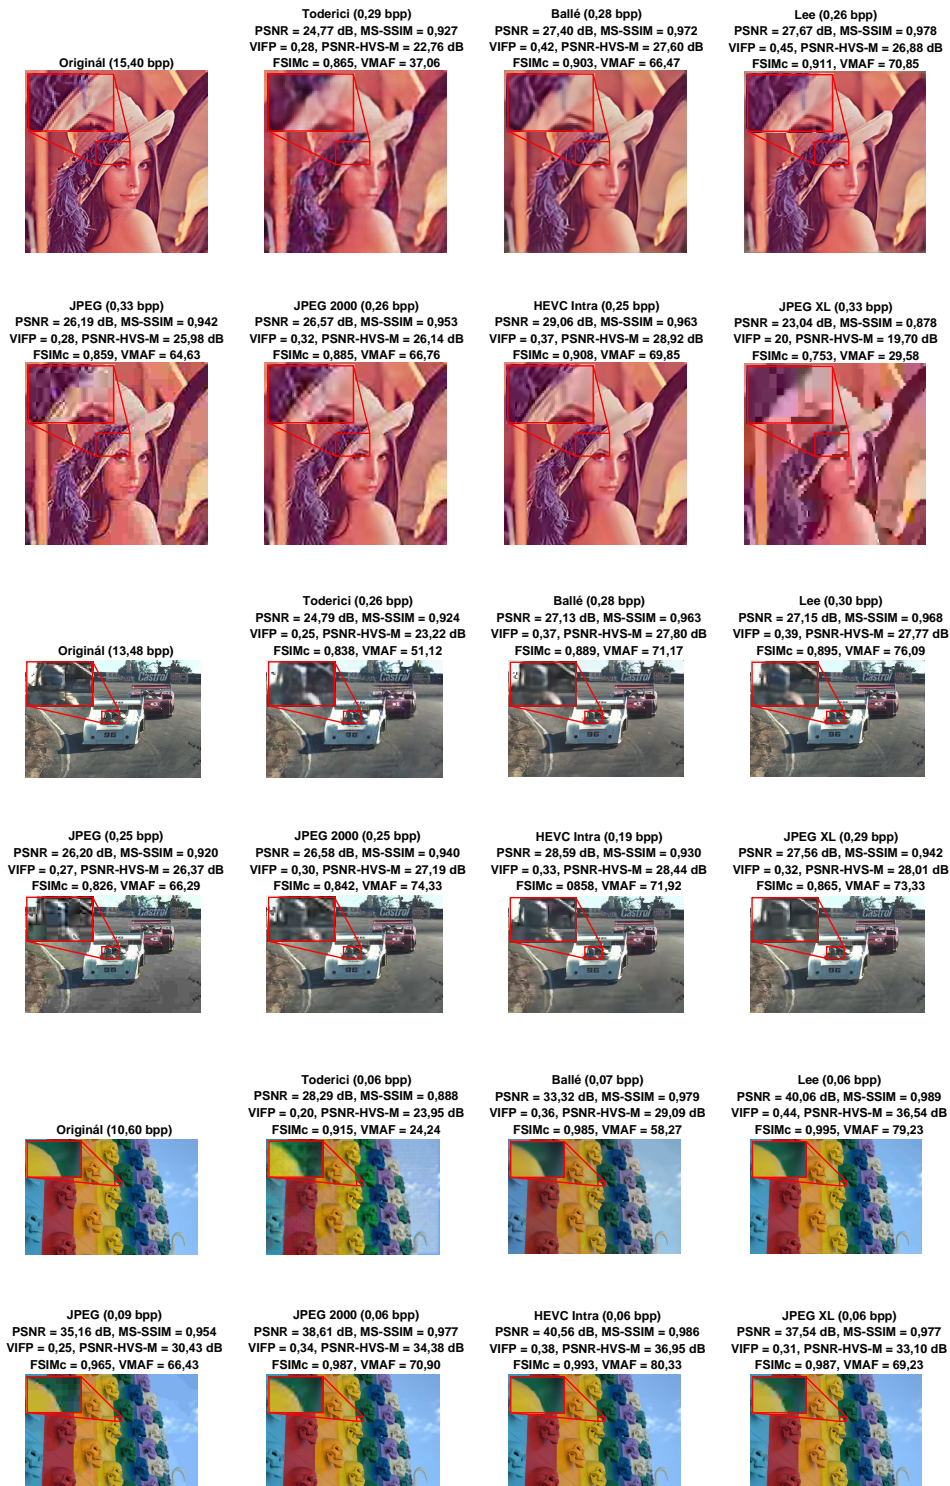 Originál (15,40 bpp)
Toderici (0,29 bpp)
PSNR = 24,77 dB, MS-SSIM = 0,927
VIFP = 0,28, PSNR-HVS-M = 22,76 dB
FSIMc = 0,865, VMAF = 37,06
Ballé (0,28 bpp)
PSNR = 27,40 dB, MS-SSIM = 0,972
VIFP = 0,42, PSNR-HVS-M = 27,60 dB
FSIMc = 0,903, VMAF = 66,47
Lee (0,26 bpp)
PSNR = 27,67 dB, MS-SSIM = 0,978
VIFP = 0,45, PSNR-HVS-M = 26,88 dB
FSIMc = 0,911, VMAF = 70,85
JPEG (0,33 bpp)
PSNR = 26,19 dB, MS-SSIM = 0,942
VIFP = 0,28, PSNR-HVS-M = 25,98 dB
FSIMc = 0,859, VMAF = 64,63
JPEG 2000 (0,26 bpp)
PSNR = 26,57 dB, MS-SSIM = 0,953
VIFP = 0,32, PSNR-HVS-M = 26,14 dB
FSIMc = 0,885, VMAF = 66,76
HEVC Intra (0,25 bpp)
PSNR = 29,06 dB, MS-SSIM = 0,963
VIFP = 0,37, PSNR-HVS-M = 28,92 dB
FSIMc = 0,908, VMAF = 69,85
JPEG XL (0,33 bpp)
PSNR = 23,04 dB, MS-SSIM = 0,878
VIFP = 20, PSNR-HVS-M = 19,70 dB
FSIMc = 0,753, VMAF = 29,58
Originál (13,48 bpp)
Castrol
96
Toderici (0,26 bpp)
PSNR = 24,79 dB, MS-SSIM = 0,924
VIFP = 0,25, PSNR-HVS-M = 23,22 dB
FSIMc = 0,838, VMAF = 51,12
Castrol
96
Ballé (0,28 bpp)
PSNR = 27,13 dB, MS-SSIM = 0,963
VIFP = 0,37, PSNR-HVS-M = 27,80 dB
FSIMc = 0,889, VMAF = 71,17
Castrol
96
Lee (0,30 bpp)
PSNR = 27,15 dB, MS-SSIM = 0,968
VIFP = 0,39, PSNR-HVS-M = 27,77 dB
FSIMc = 0,895, VMAF = 76,09
Castrol
96
JPEG (0,25 bpp)
PSNR = 26,20 dB, MS-SSIM = 0,920
VIFP = 0,27, PSNR-HVS-M = 26,37 dB
FSIMc = 0,826, VMAF = 66,29
Castrol
96
JPEG 2000 (0,25 bpp)
PSNR = 26,58 dB, MS-SSIM = 0,940
VIFP = 0,30, PSNR-HVS-M = 27,19 dB
FSIMc = 0,842, VMAF = 74,33
Castrol
96
HEVC Intra (0,19 bpp)
PSNR = 28,59 dB, MS-SSIM = 0,930
VIFP = 0,33, PSNR-HVS-M = 28,44 dB
FSIMc = 0858, VMAF = 71,92
Castrol
96
JPEG XL (0,29 bpp)
PSNR = 27,56 dB, MS-SSIM = 0,942
VIFP = 0,32, PSNR-HVS-M = 28,01 dB
FSIMc = 0,865, VMAF = 73,33
Castrol
96
Originál (10,60 bpp)
Toderici (0,06 bpp)
PSNR = 28,29 dB, MS-SSIM = 0,888
VIFP = 0,20, PSNR-HVS-M = 23,95 dB
FSIMc = 0,915, VMAF = 24,24
Ballé (0,07 bpp)
PSNR = 33,32 dB, MS-SSIM = 0,979
VIFP = 0,36, PSNR-HVS-M = 29,09 dB
FSIMc = 0,985, VMAF = 58,27
Lee (0,06 bpp)
PSNR = 40,06 dB, MS-SSIM = 0,989
VIFP = 0,44, PSNR-HVS-M = 36,54 dB
FSIMc = 0,995, VMAF = 79,23
JPEG (0,09 bpp)
PSNR = 35,16 dB, MS-SSIM = 0,954
VIFP = 0,25, PSNR-HVS-M = 30,43 dB
FSIMc = 0,965, VMAF = 66,43
JPEG 2000 (0,06 bpp)
PSNR = 38,61 dB, MS-SSIM = 0,977
VIFP = 0,34, PSNR-HVS-M = 34,38 dB
FSIMc = 0,987, VMAF = 70,90
HEVC Intra (0,06 bpp)
PSNR = 40,56 dB, MS-SSIM = 0,986
VIFP = 0,38, PSNR-HVS-M = 36,95 dB
FSIMc = 0,993, VMAF = 80,33
JPEG XL (0,06 bpp)
PSNR = 37,54 dB, MS-SSIM = 0,977
VIFP = 0,31, PSNR-HVS-M = 33,10 dB
FSIMc = 0,987, VMAF = 69,23